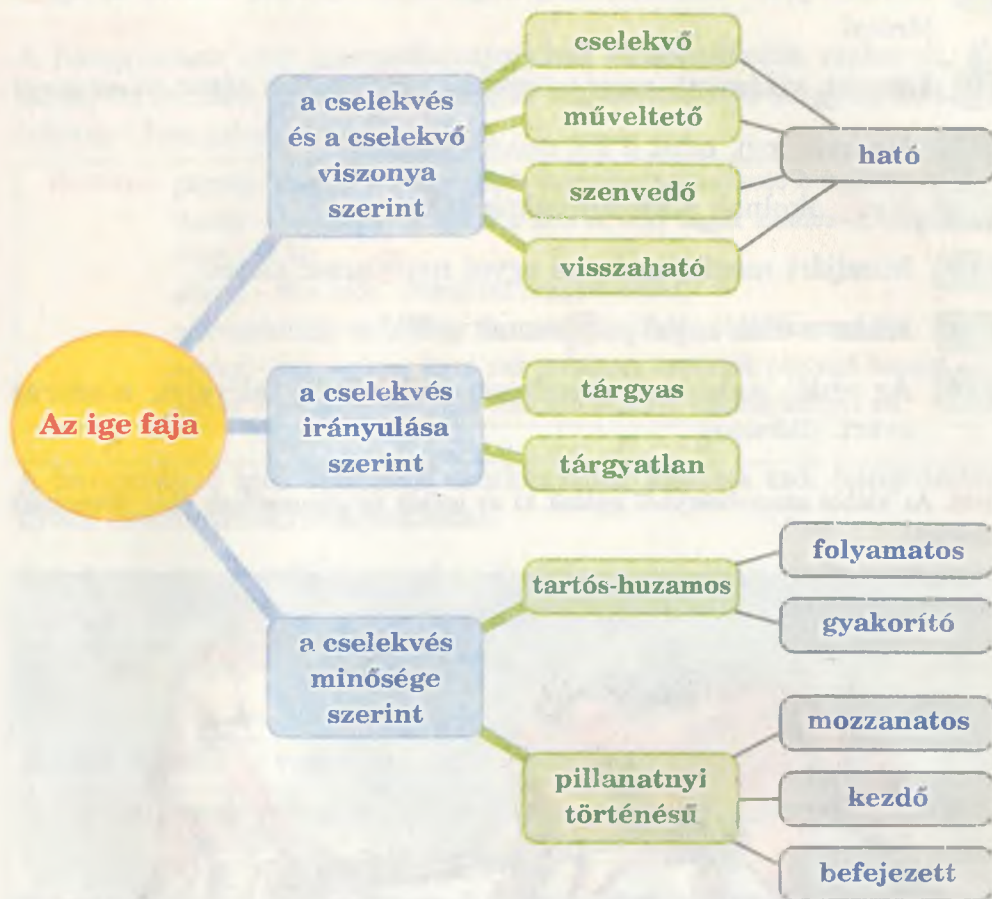 Az ige faja
a cselekvés
és a cselekvő
viszonya
szerint
cselekvő
műveltető
szenvedő
visszaható
ható
a cselekvés
irányulása
szerint
tárgyas
tárgyatlan
a cselekvés
minősége
szerint
tartós-huzamos
folyamatos
gyakorító
pillanatnyi
történésű
mozzanatos
kezdő
befejezett